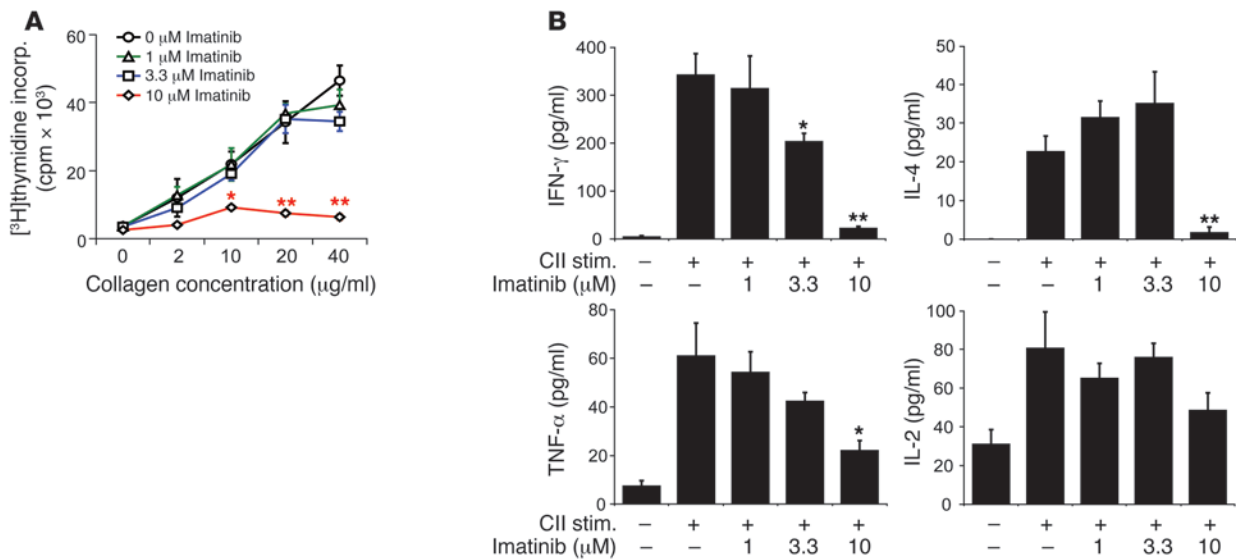 A
[³H]thymidine incorp.
(cpm × 10³)
60
40
20
0
0 μM Imatinib
1 μM Imatinib
3.3 μM Imatinib
10 μM Imatinib
* ** **
0 2 10 20 40
Collagen concentration (μg/ml)
B
IFN-γ (pg/ml)
400
300
200
100
0
*
**
CII stim. – + + + +
Imatinib (μM) – – 1 3.3 10
IL-4 (pg/ml)
50
40
30
20
10
0
**
– + + + +
– – 1 3.3 10
TNF-α (pg/ml)
80
60
40
20
0
*
CII stim. – + + + +
Imatinib (μM) – – 1 3.3 10
IL-2 (pg/ml)
100
80
60
40
20
0
– + + + +
– – 1 3.3 10